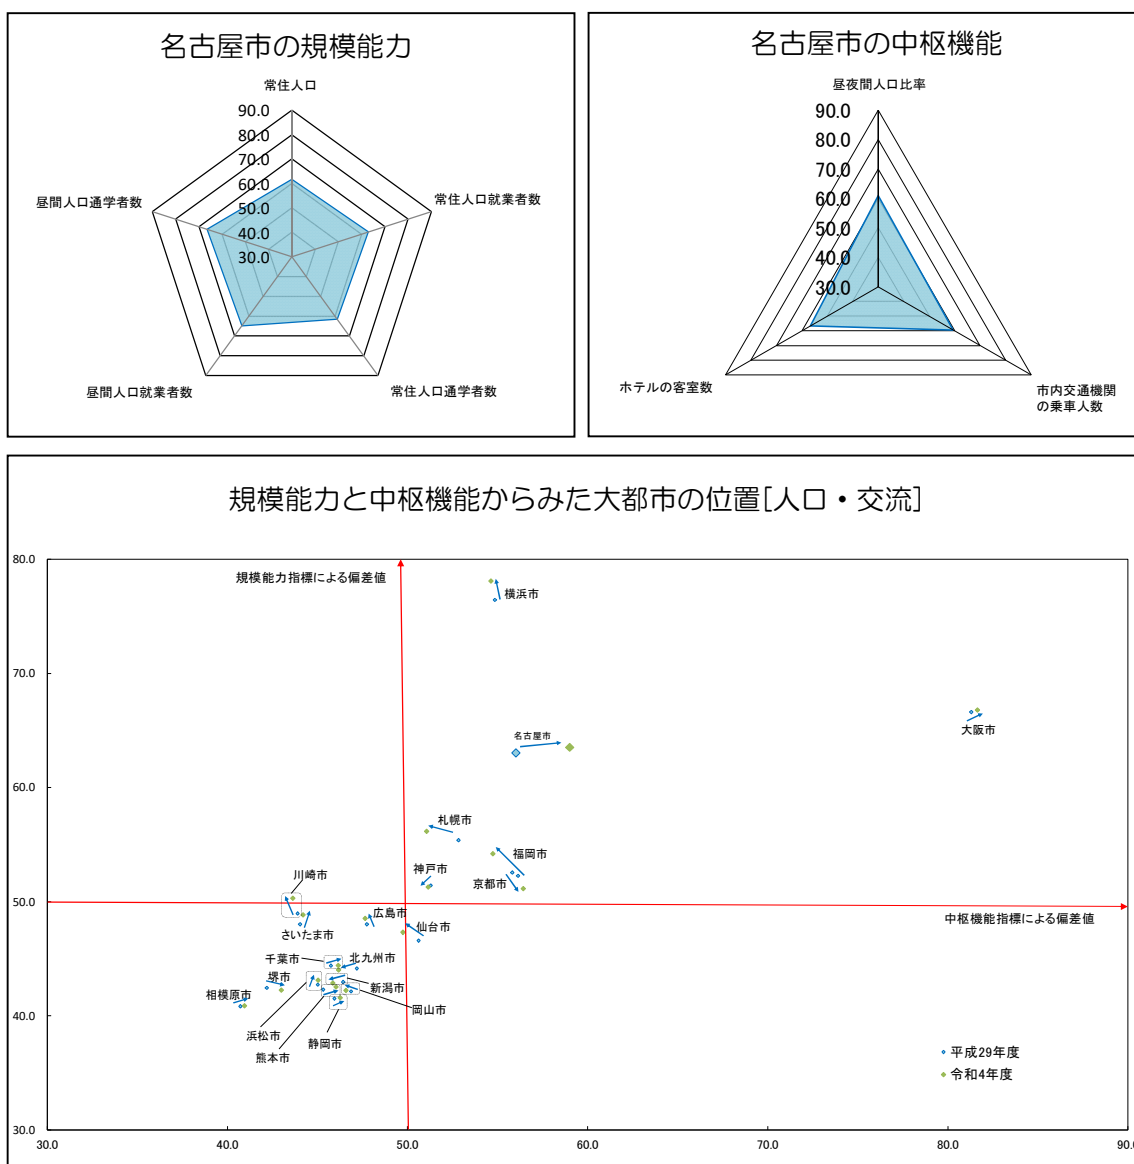 名古屋市の規模能力
常住人口
90.0
80.0
70.0
60.0
50.0
40.0
30.0
昼間人口通学者数
常住人口就業者数
昼間人口就業者数
常住人口通学者数
名古屋市の中枢機能
昼夜間人口比率
90.0
80.0
70.0
60.0
50.0
40.0
30.0
ホテルの客室数
市内交通機関
の乗車人数
規模能力と中枢機能からみた大都市の位置[人口・交流]
80.0
規模能力指標による偏差値
横浜市
70.0
大阪市
名古屋市
60.0
札幌市
福岡市
神戸市
京都市
川崎市
50.0
広島市
中枢機能指標による偏差値
仙台市
さいたま市
千葉市
北九州市
堺市
新潟市
相模原市
岡山市
40.0
浜松市
静岡市
熊本市
平成29年度
令和4年度
30.0
30.0
40.0
50.0
60.0
70.0
80.0
90.0